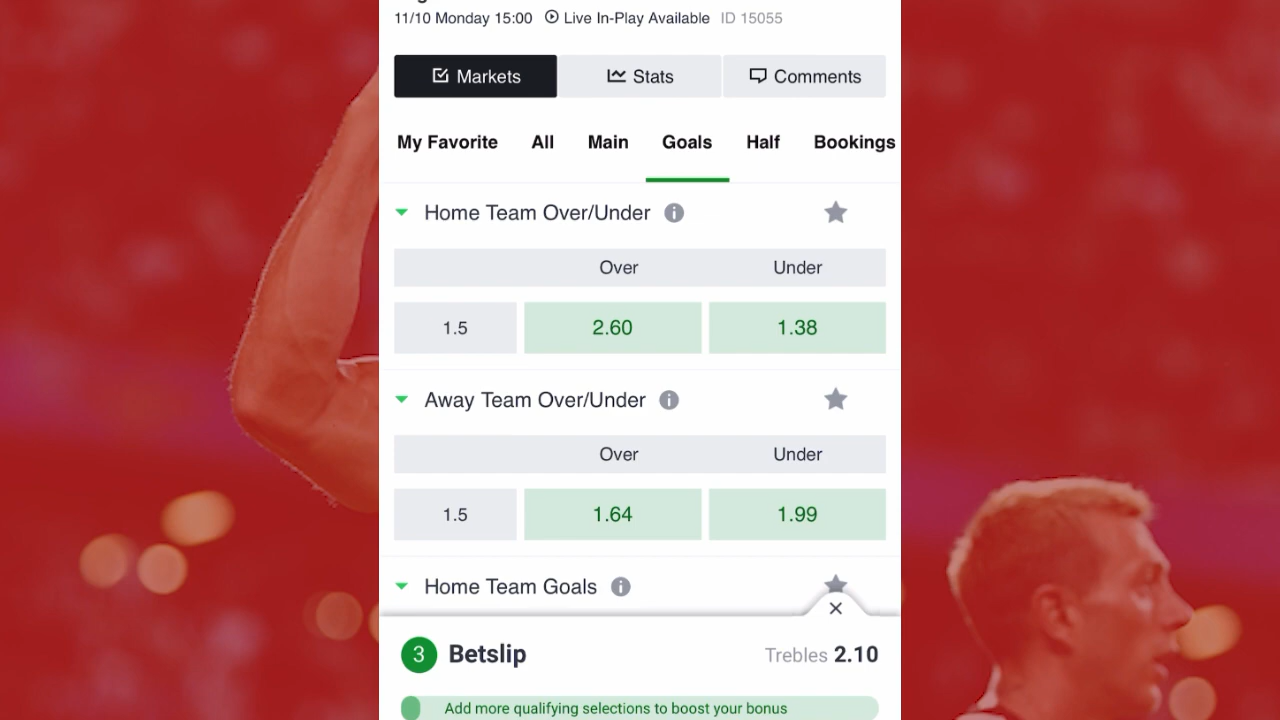 11/10 Monday 15:00 Live In-Play Available ID 15055
Markets Stats Comments
My Favorite All Main Goals Half Bookings
Home Team Over/Under
Over Under
1.5 2.60 1.38
Away Team Over/Under
Over Under
1.5 1.64 1.99
Home Team Goals
3 Betslip Trebles 2.10
Add more qualifying selections to boost your bonus